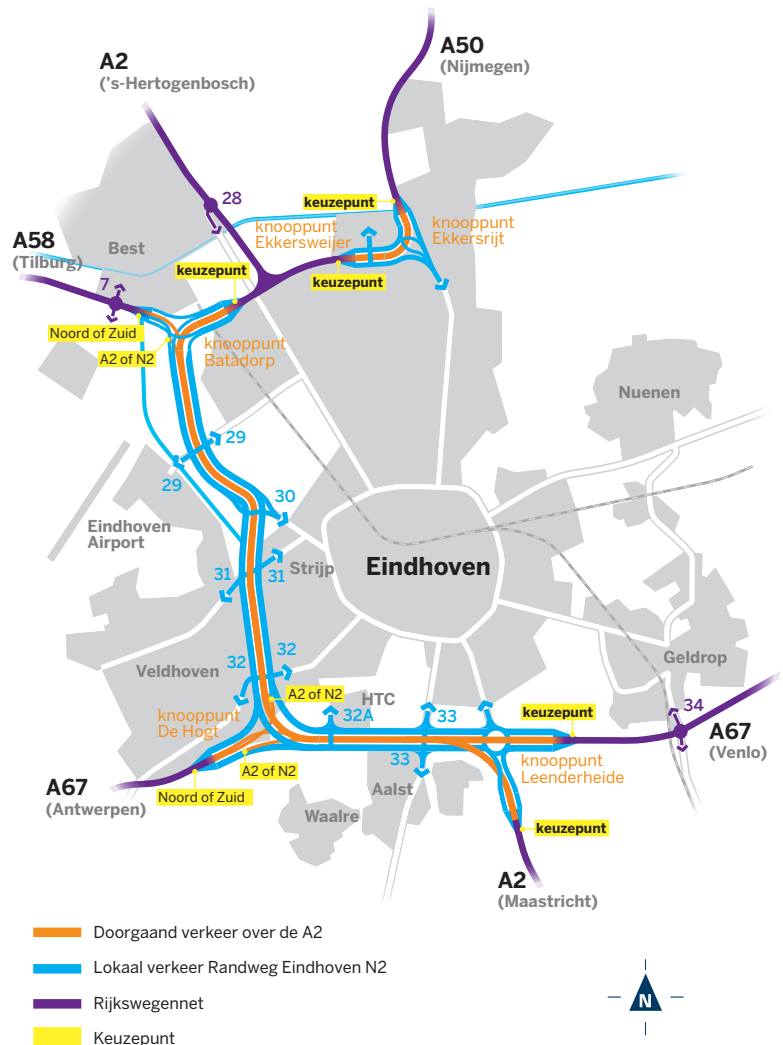 A50
(Nijmegen)
A2
('s-Hertogenbosch)
28
keuzepunt
knooppunt
Ekkersweijer
knooppunt
Ekkersrijt
A58
(Tilburg)
Best
keuzepunt
keuzepunt
7
Noord of Zuid
A2 of N2
knooppunt
Batadorp
Nuenen
29
29
30
Eindhoven
Airport
Strijp
Eindhoven
31
31
Geldrop
32
32
Veldhoven
A2 of N2
HTC
34
knooppunt
De Hogt
32A
33
keuzepunt
A67
(Venlo)
33
knooppunt
Leenderheide
A2 of N2
A67
(Antwerpen)
Noord of Zuid
Aalst
Waalre
keuzepunt
A2
(Maastricht)
Doorgaand verkeer over de A2
Lokaal verkeer Randweg Eindhoven N2
Rijkswegennet
Keuzepunt
N